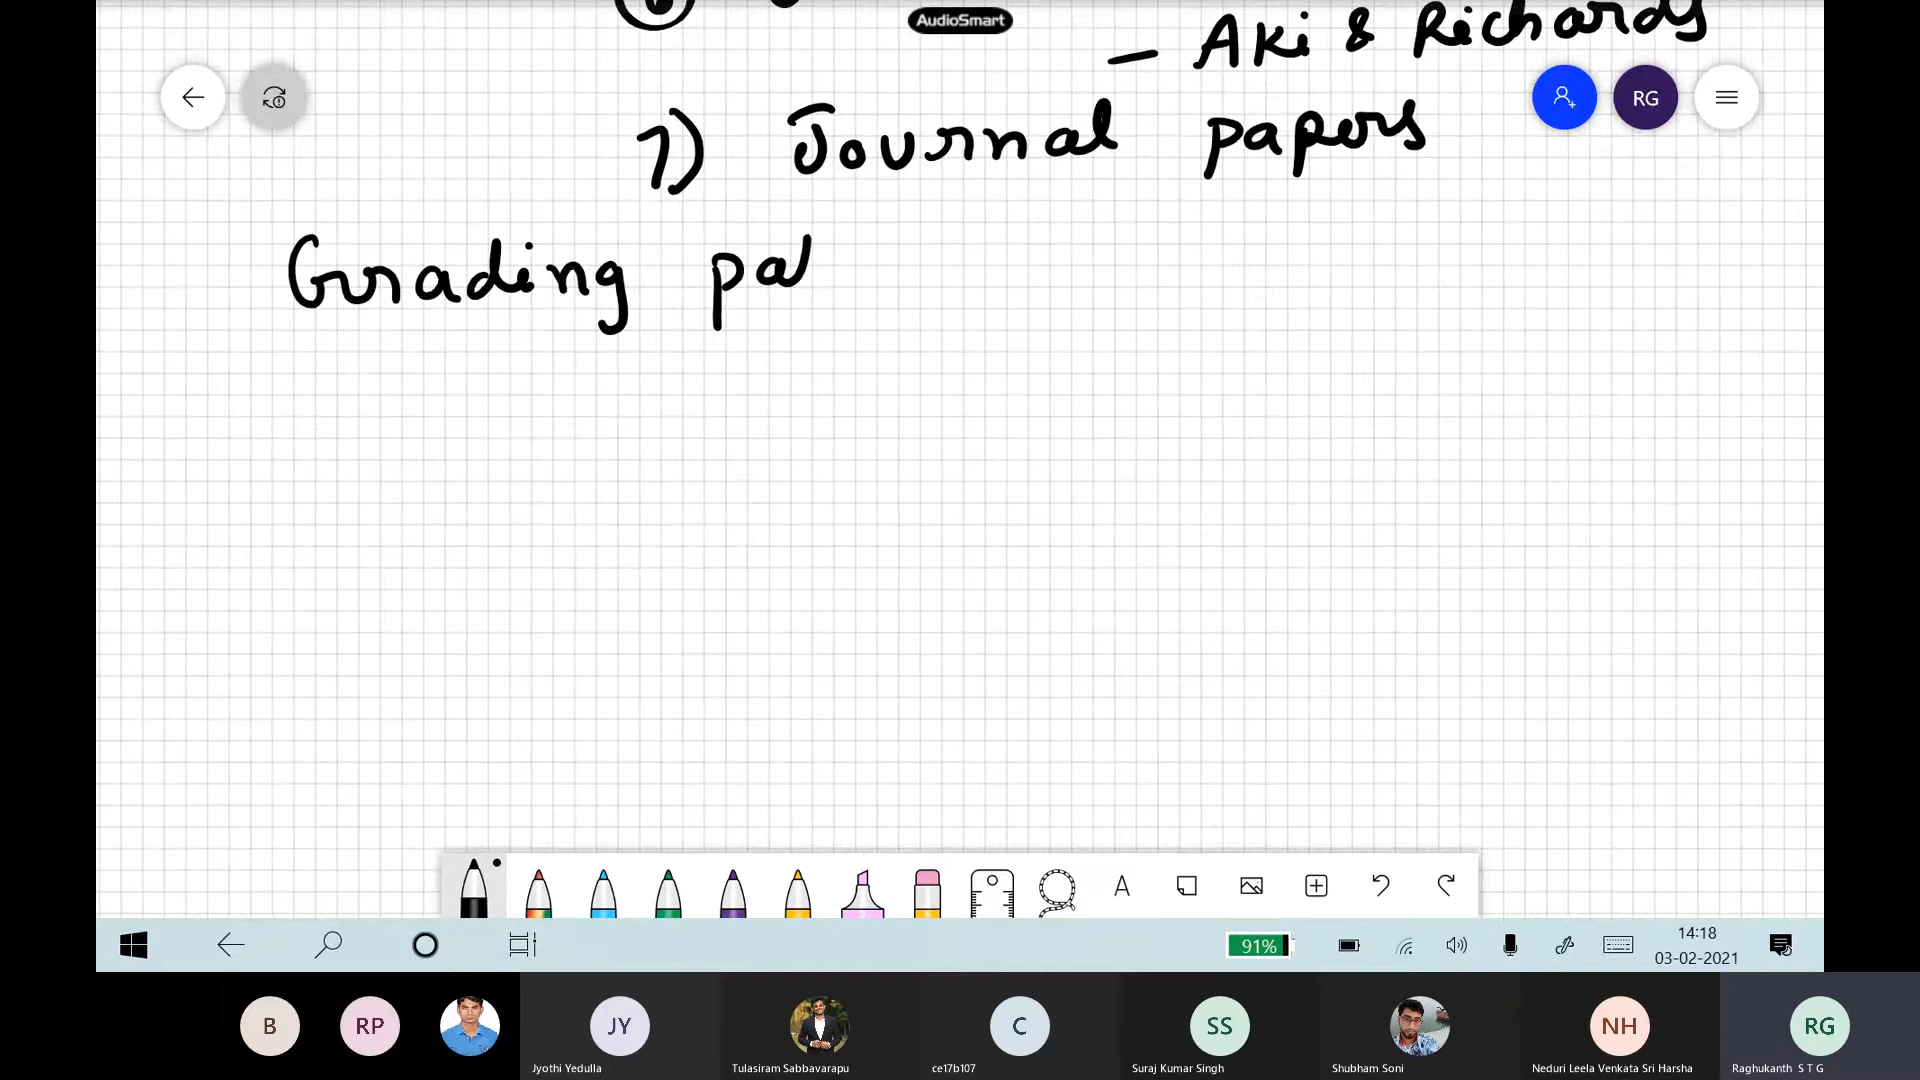 AudioSmart
- Aki & Richards
RG
7) Journal papers
Grading pa
A
91%
14:18
03-02-2021
B
RP
JY
C
SS
NH
RG
Jyothi Yedulla
Tulasiram Sabbavarapu
ce17b107
Suraj Kumar Singh
Shubham Soni
Neduri Leela Venkata Sri Harsha
Raghukanth S T G